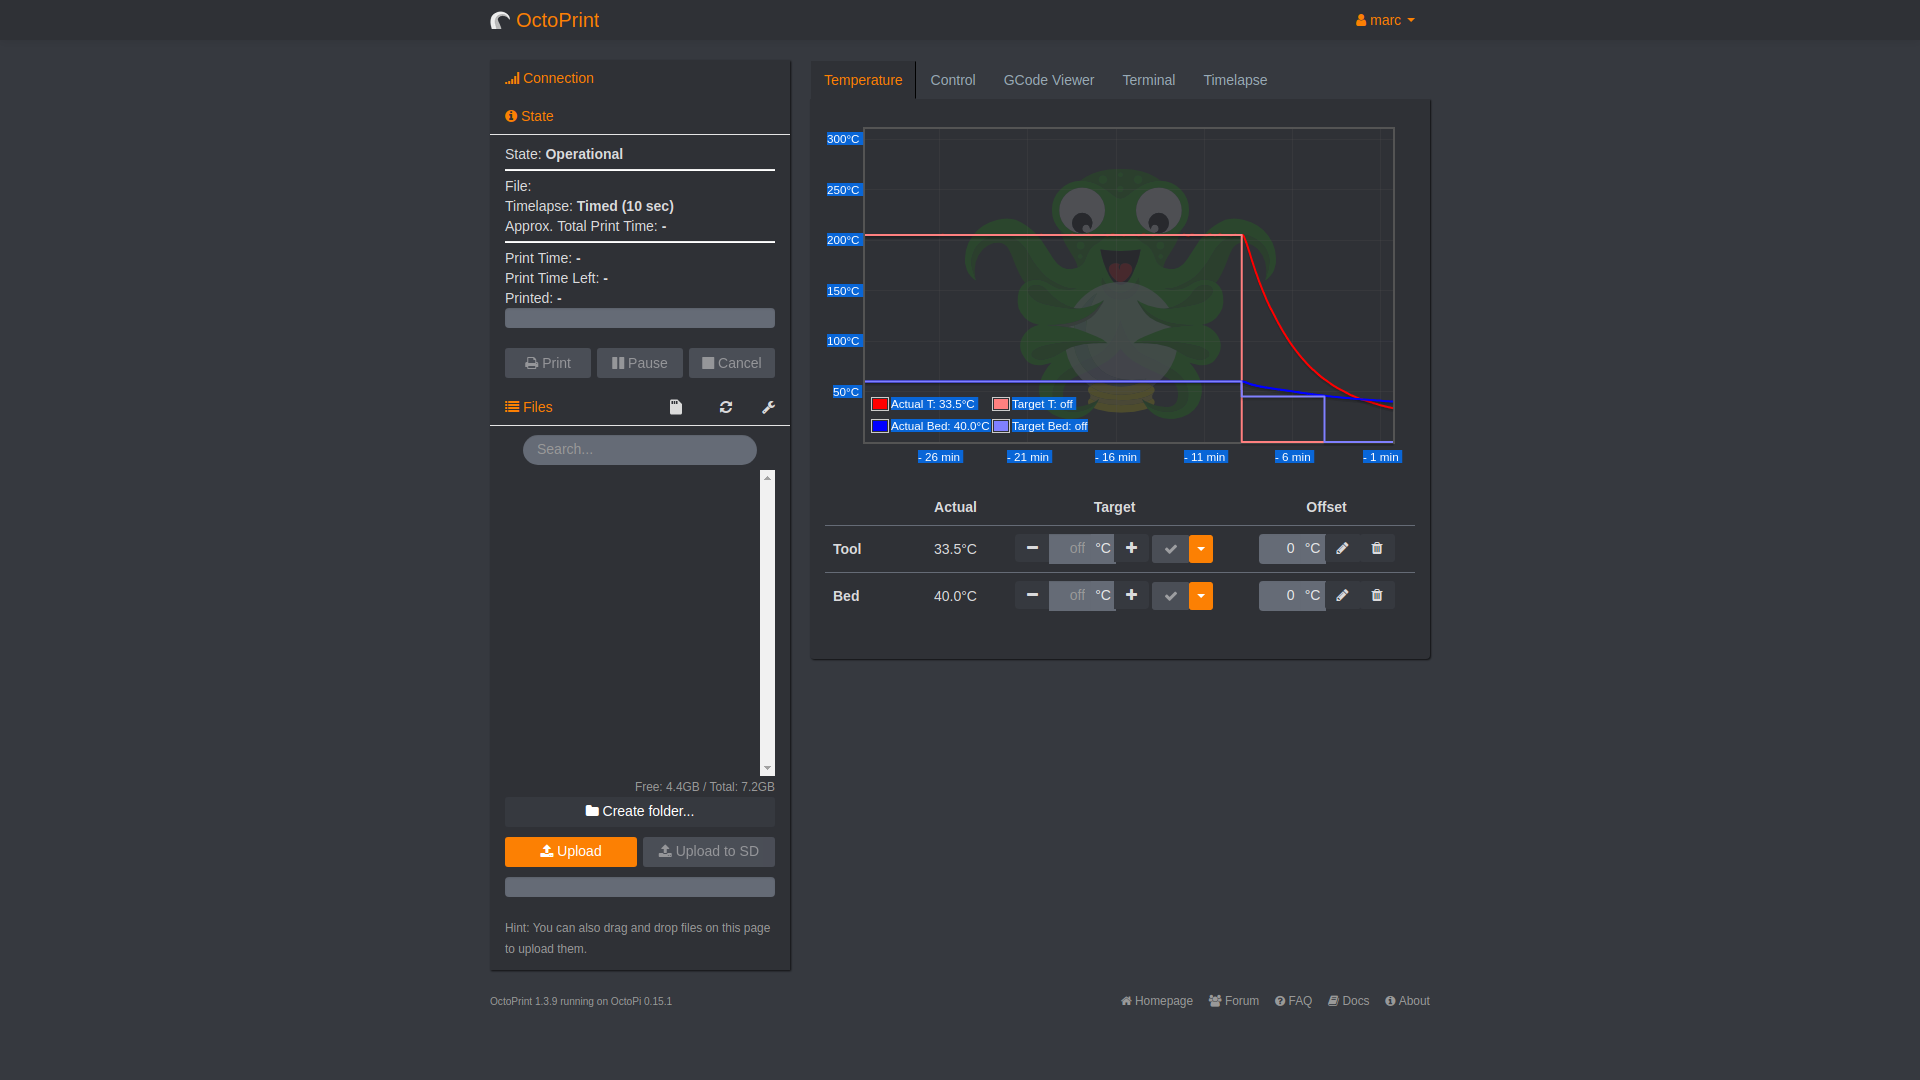 OctoPrint
marc
Connection
State
State: Operational
File:
Timelapse: Timed (10 sec)
Approx. Total Print Time: -
Print Time: -
Print Time Left: -
Printed: -
Print Pause Cancel
Files
Search...
Free: 4.4GB / Total: 7.2GB
Create folder...
Upload Upload to SD
Hint: You can also drag and drop files on this page
to upload them.
Temperature Control GCode Viewer Terminal Timelapse
300°C
250°C
200°C
150°C
100°C
50°C
Actual T: 33.5°C Target T: off
Actual Bed: 40.0°C Target Bed: off
- 26 min - 21 min - 16 min - 11 min - 6 min - 1 min
Actual Target Offset
Tool 33.5°C off °C 0 °C
Bed 40.0°C off °C 0 °C
OctoPrint 1.3.9 running on OctoPi 0.15.1
Homepage Forum FAQ Docs About